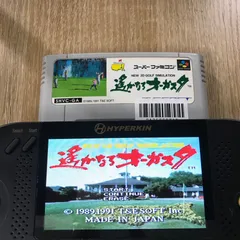 スーパーファミコン
NEW 3D GOLF SIMULATION
遙かなるオーガスタ
SHVC-GA
HYPERKIN
遙かなるオーガスタ
START
CONTINUE
ERASE
© 1989,1991 T&E SOFT Inc.
MADE IN JAPAN